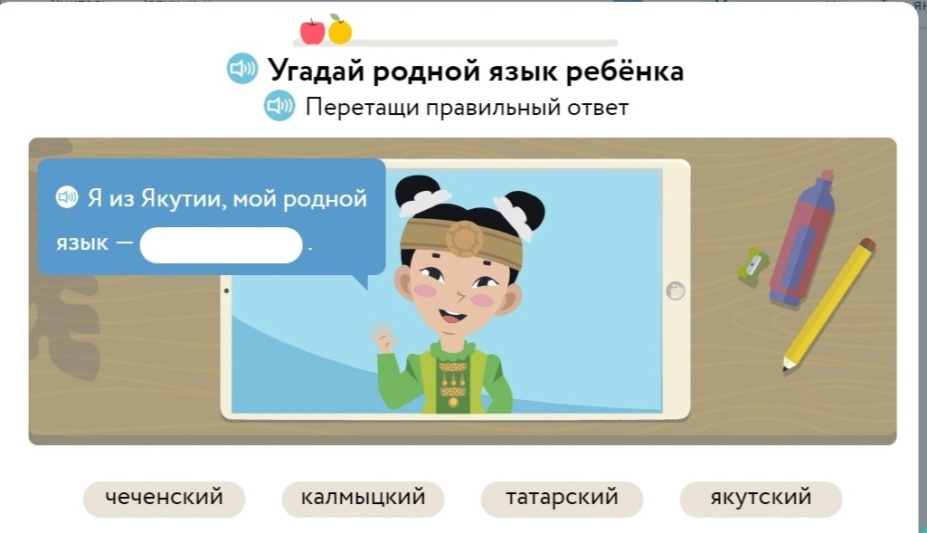 Угадай родной язык ребёнка
Перетащи правильный ответ
Я из Якутии, мой родной
язык — .
чеченский
калмыцкий
татарский
якутский